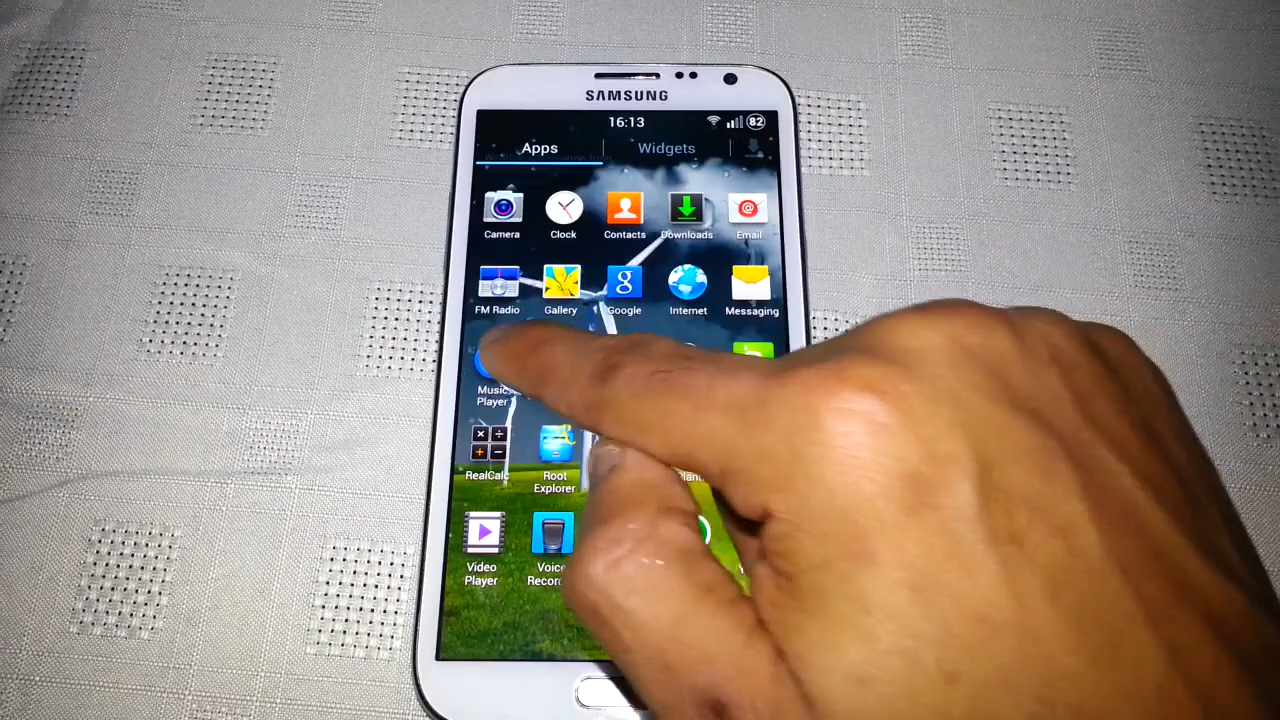 SAMSUNG
16:13
82
Apps
Widgets
Camera
Clock
Contacts
Downloads
Email
FM Radio
Gallery
Google
Internet
Messaging
Music
Player
RealCalc
Root
Explorer
Video
Player